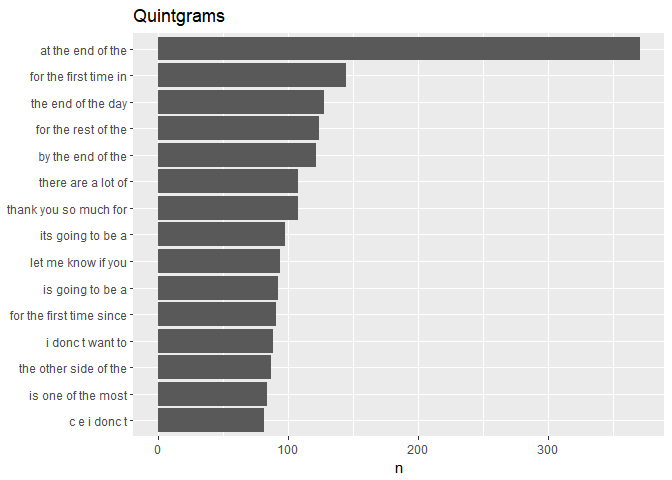 Quintgrams
at the end of the
for the first time in
the end of the day
for the rest of the
by the end of the
there are a lot of
thank you so much for
its going to be a
let me know if you
is going to be a
for the first time since
i donc t want to
the other side of the
is one of the most
c e i donc t
0 100 200 300
n